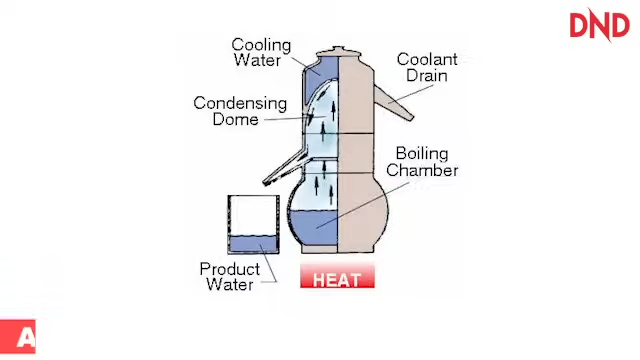 DND
Cooling
Water
Coolant
Drain
Condensing
Dome
Boiling
Chamber
Product
Water
HEAT
A